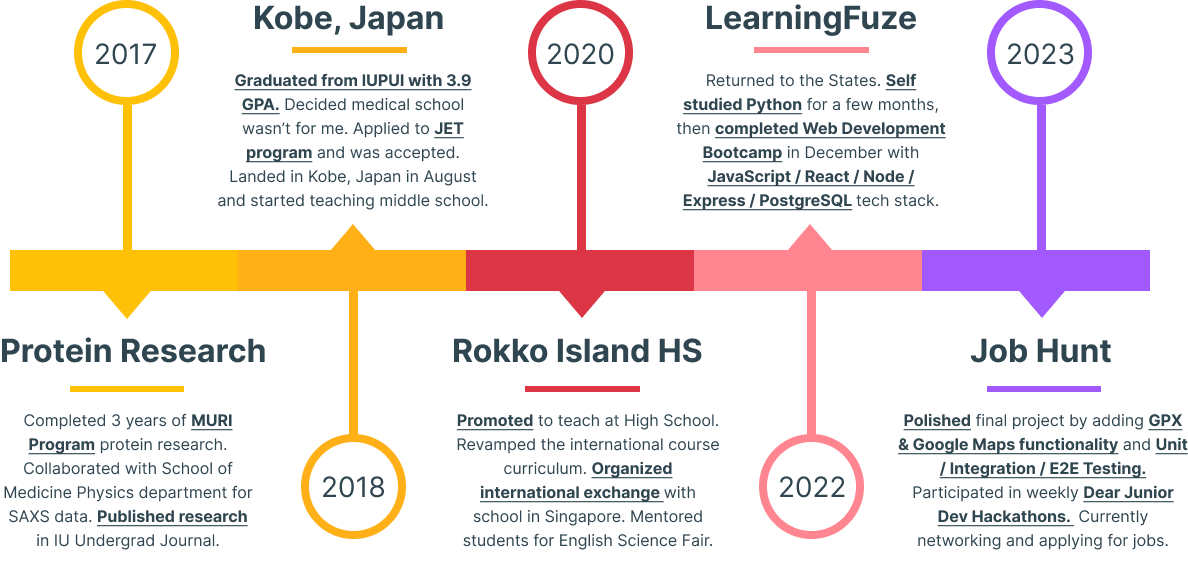 2017
Protein Research
Completed 3 years of MURI
Program protein research.
Collaborated with School of
Medicine Physics department for
SAXS data. Published research
in IU Undergrad Journal.
Kobe, Japan
Graduated from IUPUI with 3.9
GPA. Decided medical school
wasn’t for me. Applied to JET
program and was accepted.
Landed in Kobe, Japan in August
and started teaching middle school.
2018
2020
Rokko Island HS
Promoted to teach at High School.
Revamped the international course
curriculum. Organized
international exchange with
school in Singapore. Mentored
students for English Science Fair.
LearningFuze
Returned to the States. Self
studied Python for a few months,
then completed Web Development
Bootcamp in December with
JavaScript / React / Node /
Express / PostgreSQL tech stack.
2022
2023
Job Hunt
Polished final project by adding GPX
& Google Maps functionality and Unit
/ Integration / E2E Testing.
Participated in weekly Dear Junior
Dev Hackathons. Currently
networking and applying for jobs.